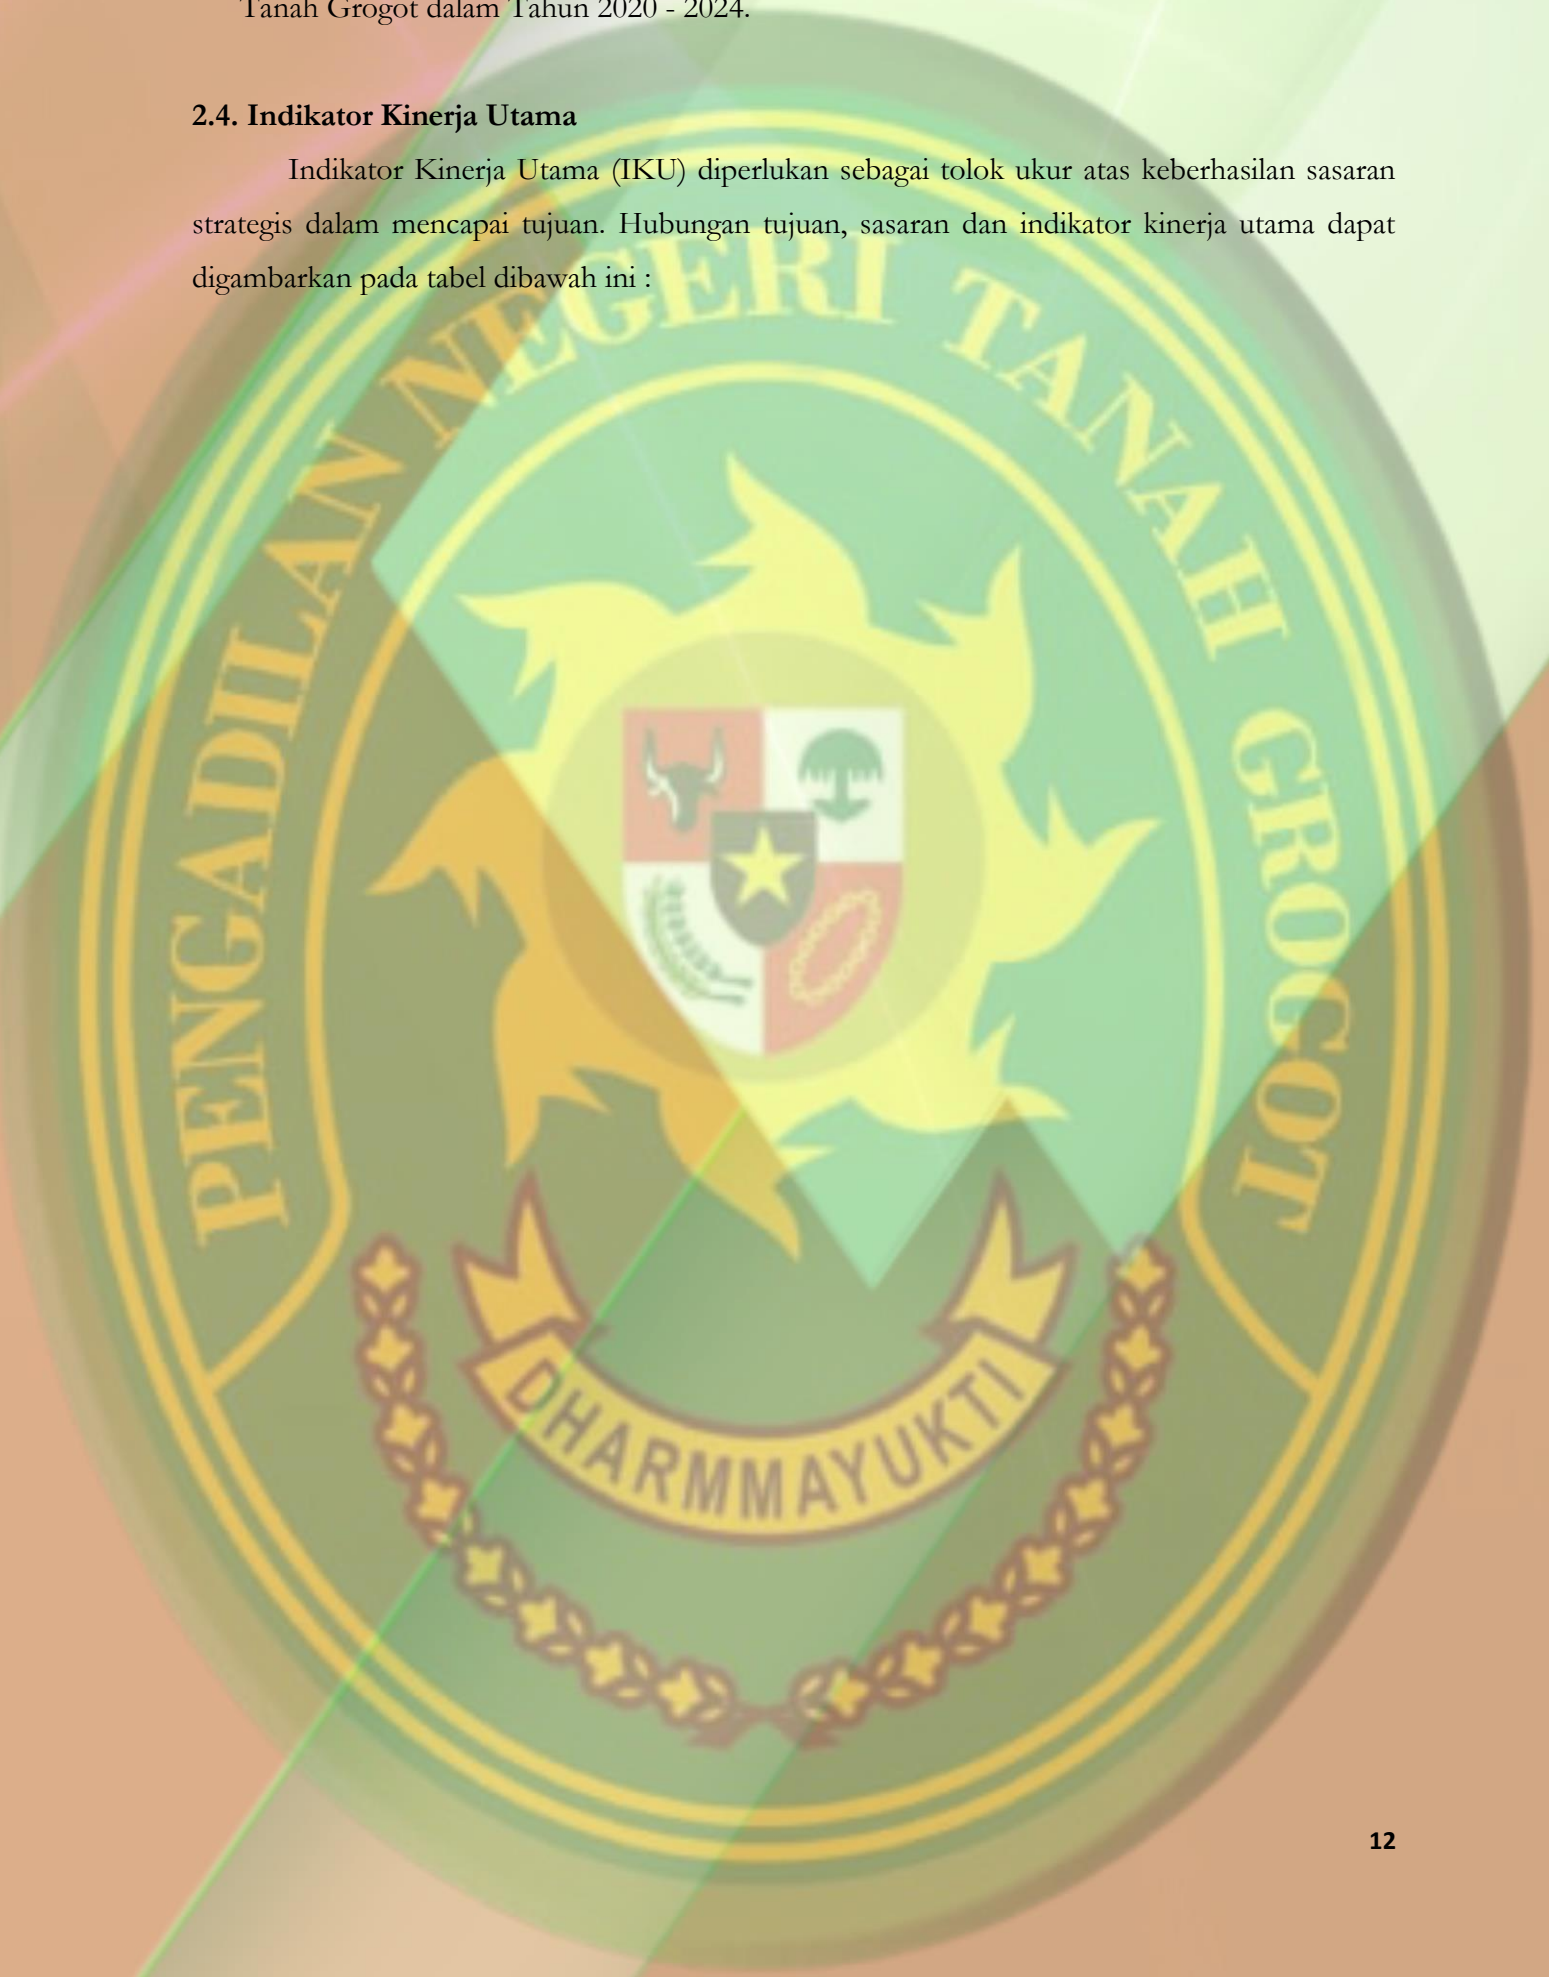 Tanah Grogot dalam Tahun 2020 - 2024.
2.4. Indikator Kinerja Utama
Indikator Kinerja Utama (IKU) diperlukan sebagai tolok ukur atas keberhasilan sasaran
strategis dalam mencapai tujuan. Hubungan tujuan, sasaran dan indikator kinerja utama dapat
digambarkan pada tabel dibawah ini :
PENGADILAN NEGERI TANAH GROGOT
DHARMMAYUKTI
12